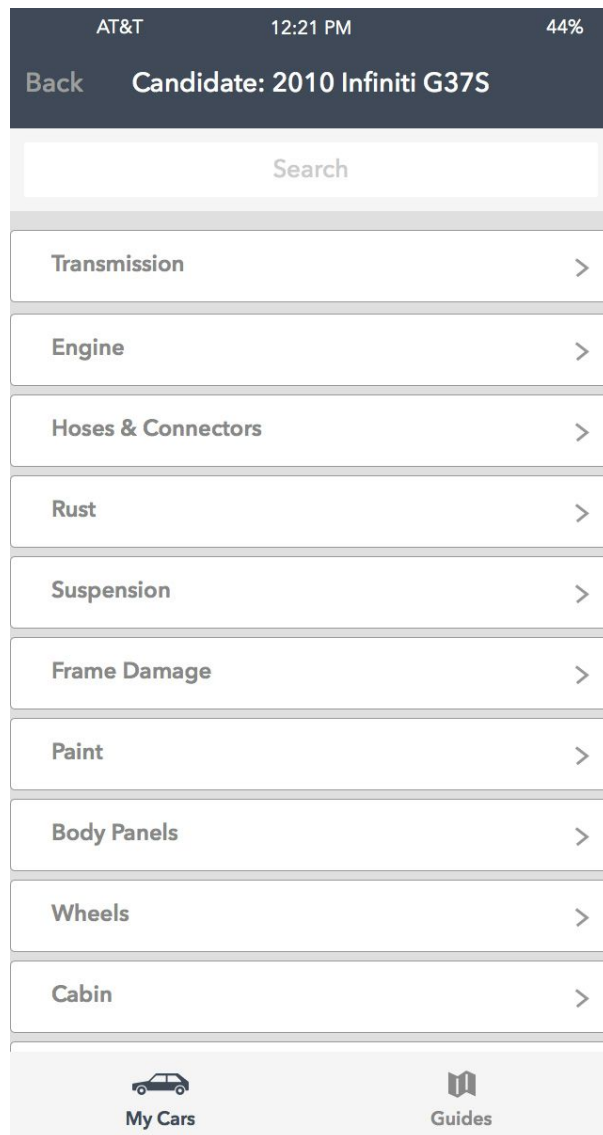 AT&T 12:21 PM 44%
Back Candidate: 2010 Infiniti G37S
Search
Transmission
Engine
Hoses & Connectors
Rust
Suspension
Frame Damage
Paint
Body Panels
Wheels
Cabin
My Cars Guides